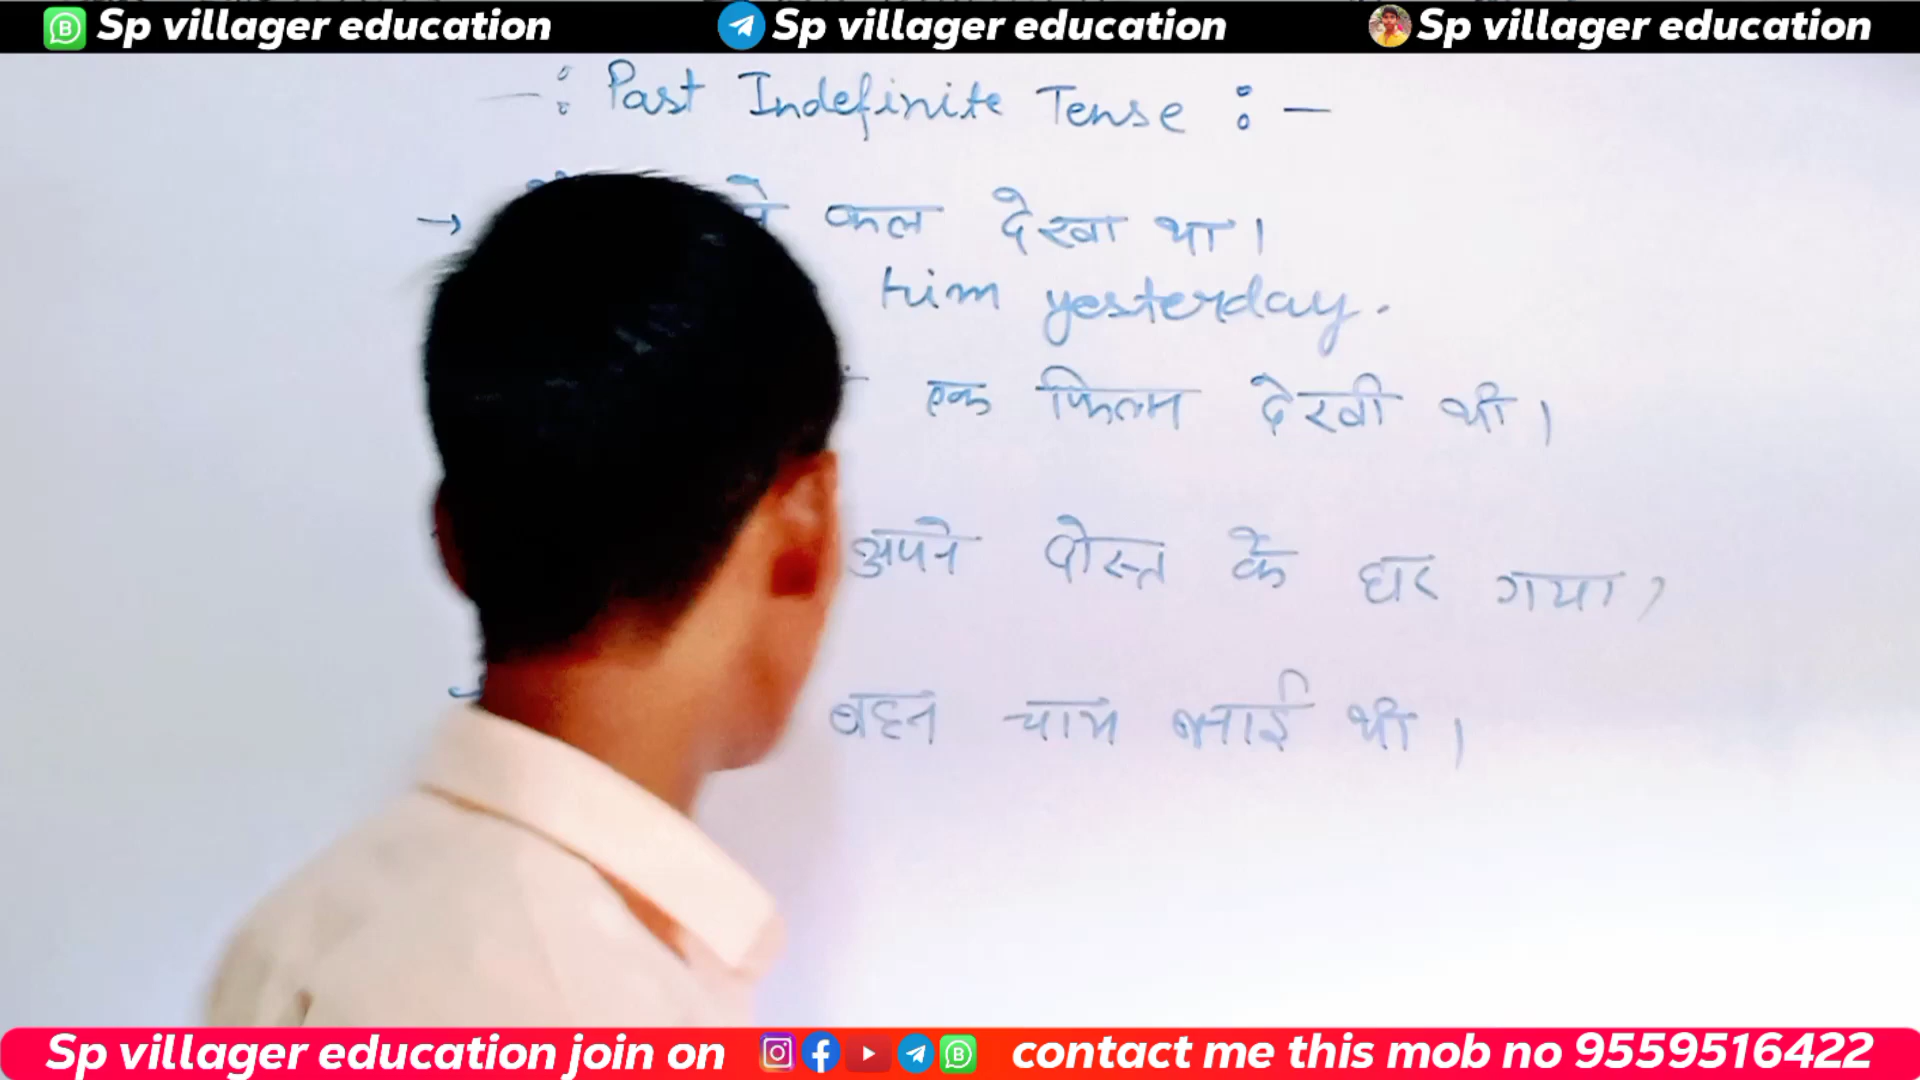 Sp villager education Sp villager education Sp villager education
-: Past Indefinite Tense :-
→ ने कल देखा था।
him yesterday.
एक फिल्म देखी थी।
अपने दोस्त के घर गया,
बहन चाय बनाई थी।
Sp villager education join on contact me this mob no 9559516422